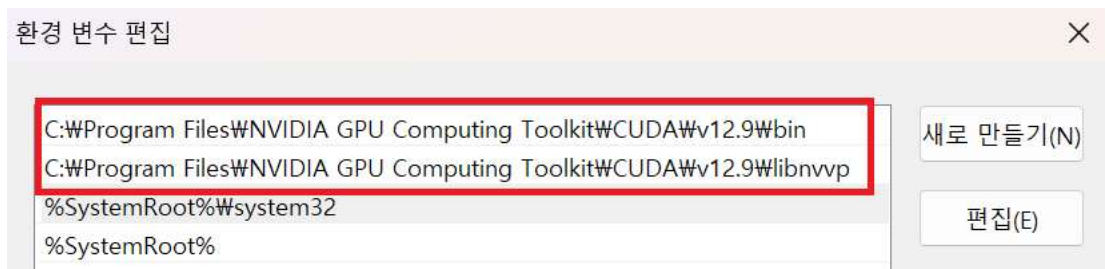 환경 변수 편집
C:₩Program Files₩NVIDIA GPU Computing Toolkit₩CUDA₩v12.9₩bin
새로 만들기(N)
C:₩Program Files₩NVIDIA GPU Computing Toolkit₩CUDA₩v12.9₩libnvvp
%SystemRoot%₩system32
편집(E)
%SystemRoot%